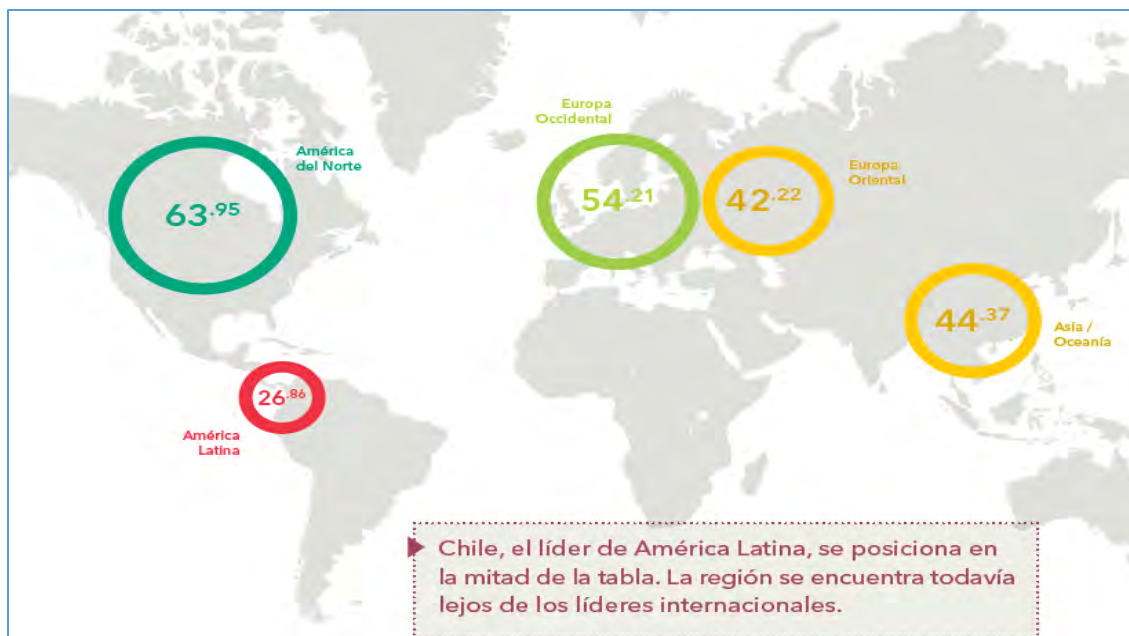 América
del Norte
63.95
Europa
Occidental
54.21
42.22
Europa
Oriental
44.37
Asia /
Oceanía
26.86
América
Latina
Chile, el líder de América Latina, se posiciona en
la mitad de la tabla. La región se encuentra todavía
lejos de los líderes internacionales.